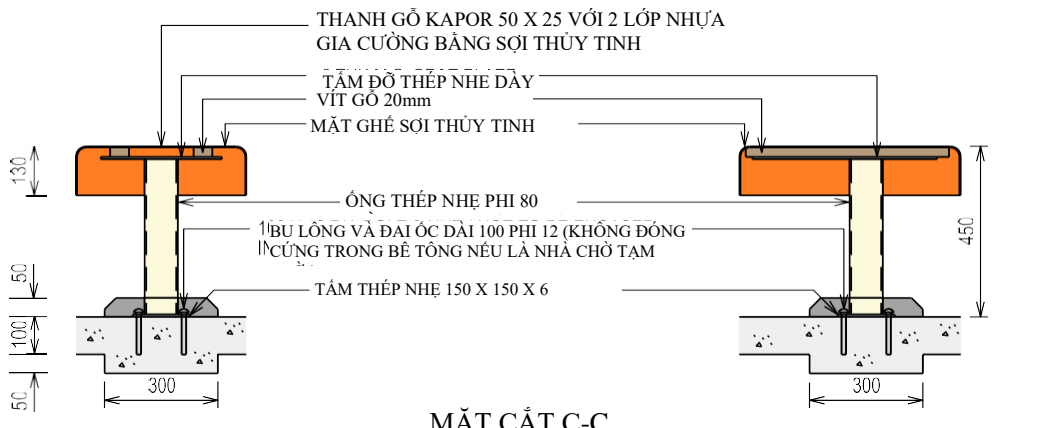 THANH GỖ KAPOR 50 X 25 VỚI 2 LỚP NHỰA
GIA CƯỜNG BẰNG SỢI THỦY TINH
TẤM ĐỠ THÉP NHẸ DÀY
VÍT GỖ 20mm
MẶT GHẾ SỢI THỦY TINH
130
ỐNG THÉP NHẸ PHI 80
BU LÔNG VÀ ĐAI ỐC DÀI 100 PHI 12 (KHÔNG ĐÓNG
CỨNG TRONG BÊ TÔNG NẾU LÀ NHÀ CHỜ TẠM
450
50
TẤM THÉP NHẸ 150 X 150 X 6
100
50
300
300
MẶT CẮT C-C